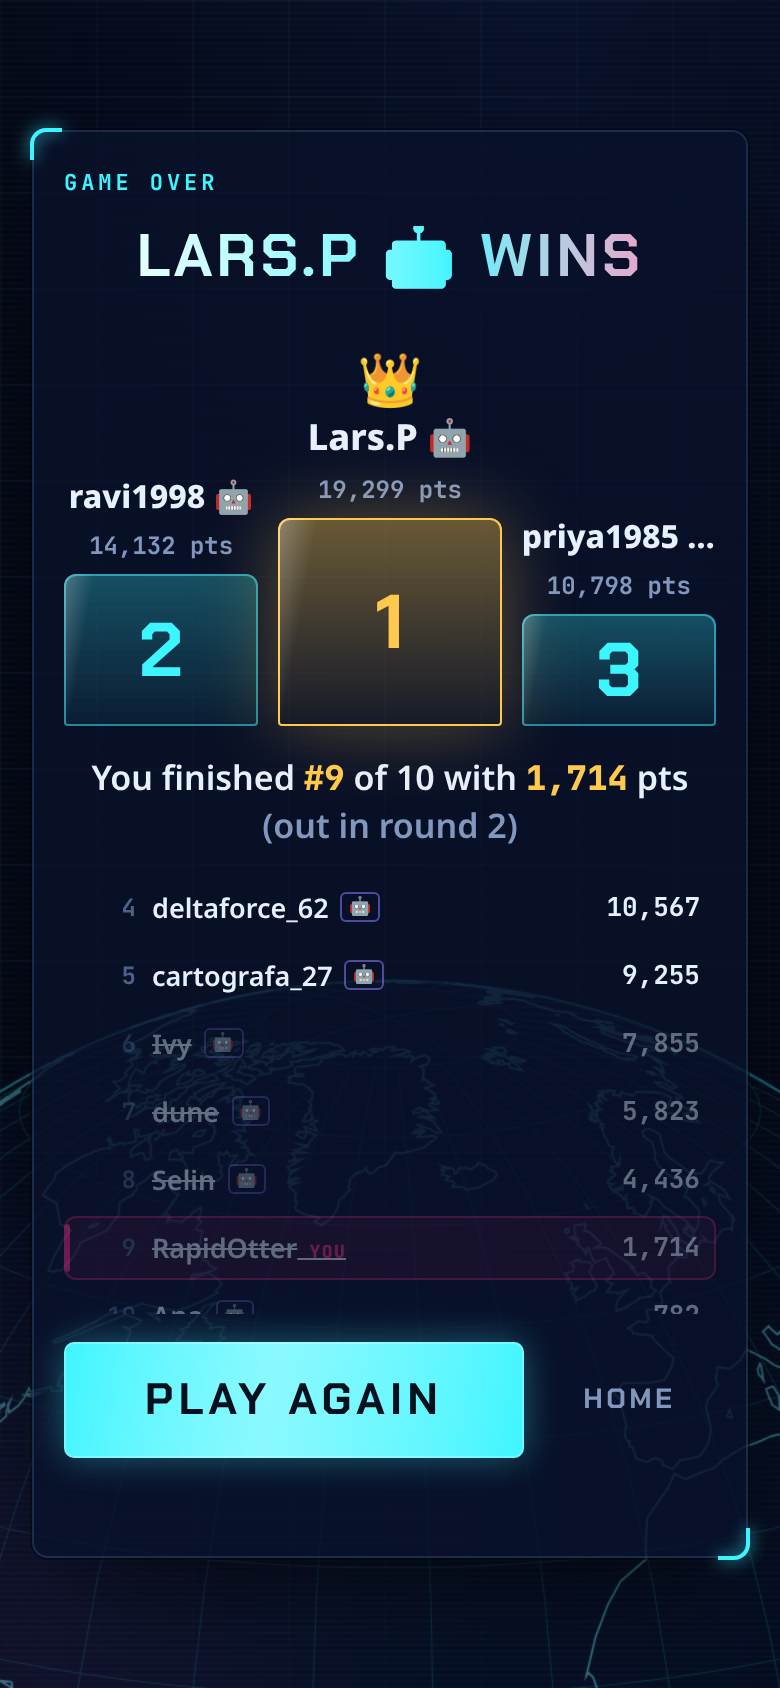 GAME OVER
LARS.P 🤖 WINS
Lars.P 🤖
19,299 pts
ravi1998 🤖
14,132 pts
priya1985 ...
10,798 pts
2
1
3
You finished #9 of 10 with 1,714 pts
(out in round 2)
4 deltaforce_62 🤖 10,567
5 cartografa_27 🤖 9,255
6 Ivy 🤖 7,855
7 dune 🤖 5,823
8 Selin 🤖 4,436
9 RapidOtter YOU 1,714
10 Ana 🤖 782
PLAY AGAIN
HOME